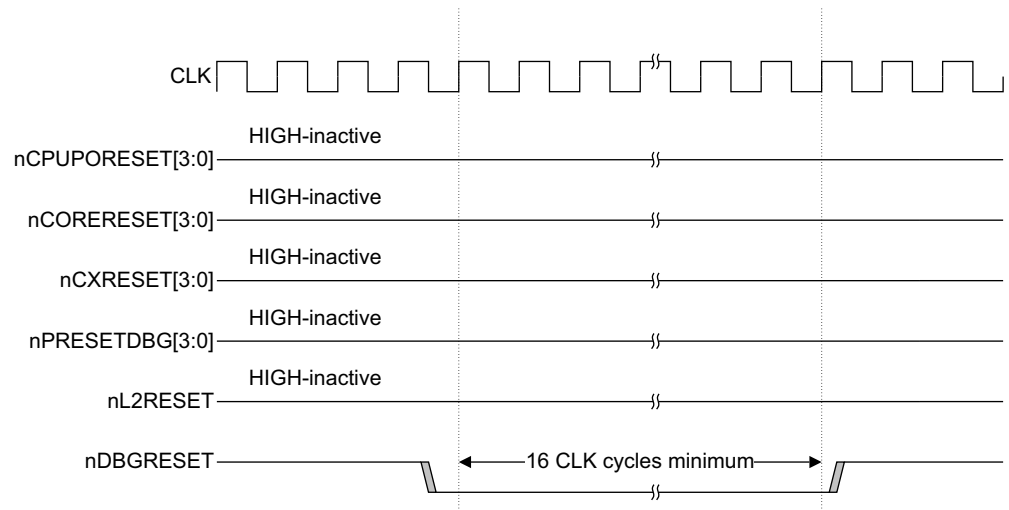 CLK
HIGH-inactive
nCPUPORESET[3:0]
HIGH-inactive
nCORERESET[3:0]
HIGH-inactive
nCXRESET[3:0]
HIGH-inactive
nPRESETDBG[3:0]
HIGH-inactive
nL2RESET
nDBGRESET
16 CLK cycles minimum